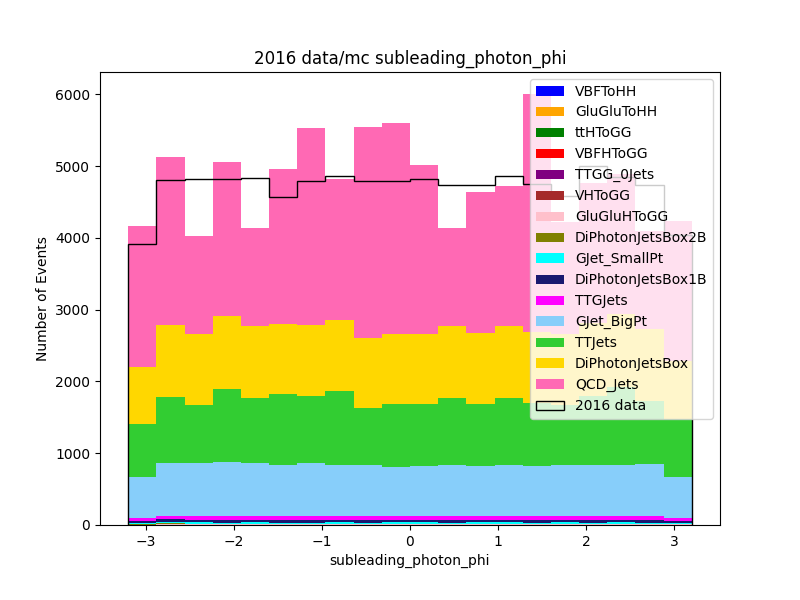 2016 data/mc subleading_photon_phi
Number of Events
6000
5000
4000
3000
2000
1000
0
−3
−2
−1
0
1
2
3
subleading_photon_phi
VBFToHH
GluGluToHH
ttHToGG
VBFHToGG
TTGG_0Jets
VHToGG
GluGluHToGG
DiPhotonJetsBox2B
GJet_SmallPt
DiPhotonJetsBox1B
TTGJets
GJet_BigPt
TTJets
DiPhotonJetsBox
QCD_Jets
2016 data